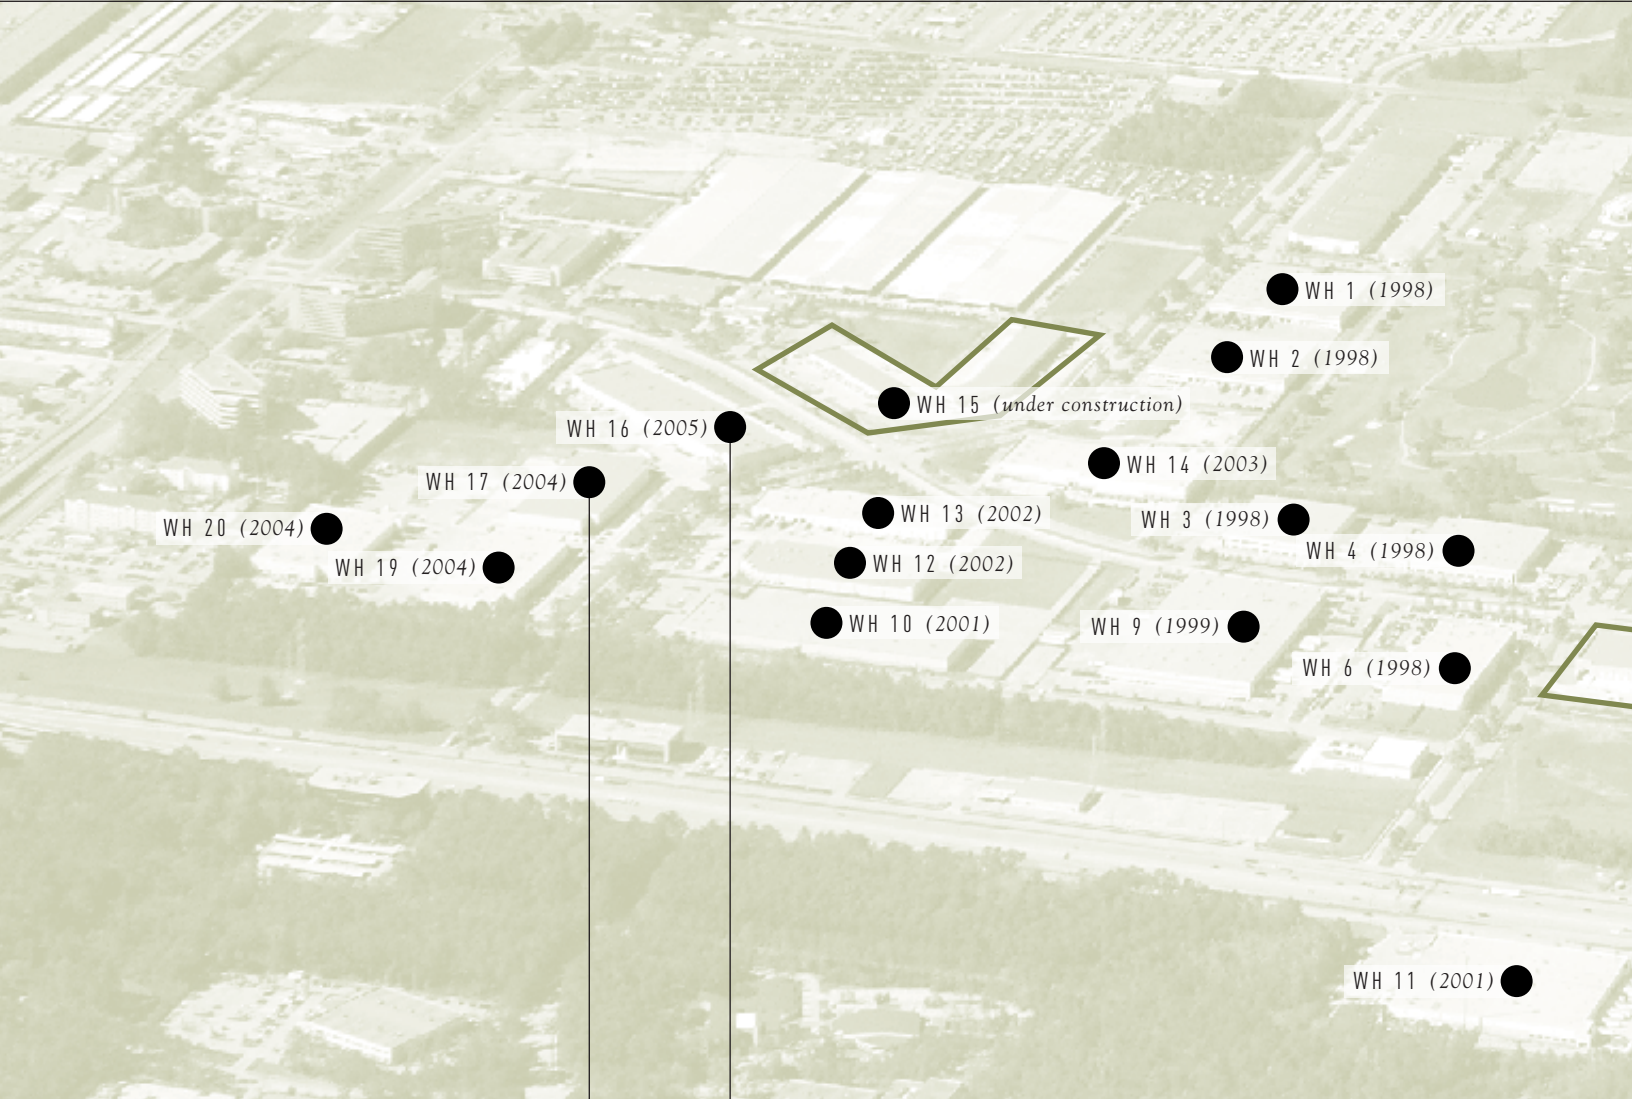 WH 1 (1998)
WH 2 (1998)
WH 15 (under construction)
WH 16 (2005)
WH 14 (2003)
WH 17 (2004)
WH 13 (2002)
WH 3 (1998)
WH 20 (2004)
WH 4 (1998)
WH 12 (2002)
WH 19 (2004)
WH 10 (2001)
WH 9 (1999)
WH 6 (1998)
WH 11 (2001)